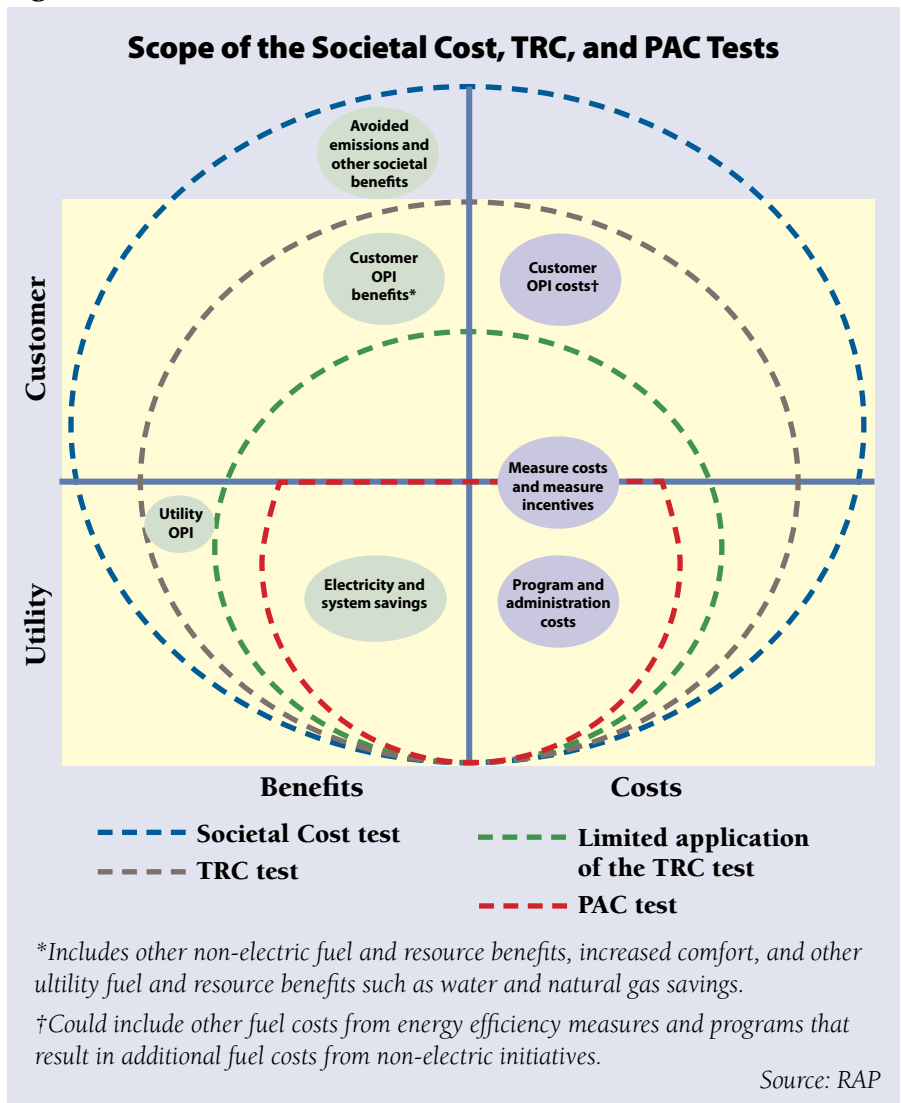 Scope of the Societal Cost, TRC, and PAC Tests
Avoided
emissions and
other societal
benefits
Customer
Customer
OPI
benefits*
Customer
OPI costs†
Measure costs
and measure
incentives
Utility
Utility
OPI
Electricity and
system savings
Program and
administration
costs
Benefits
Costs
Societal Cost test
TRC test
Limited application
of the TRC test
PAC test
*Includes other non-electric fuel and resource benefits, increased comfort, and other
ultility fuel and resource benefits such as water and natural gas savings.
†Could include other fuel costs from energy efficiency measures and programs that
result in additional fuel costs from non-electric initiatives.
Source: RAP